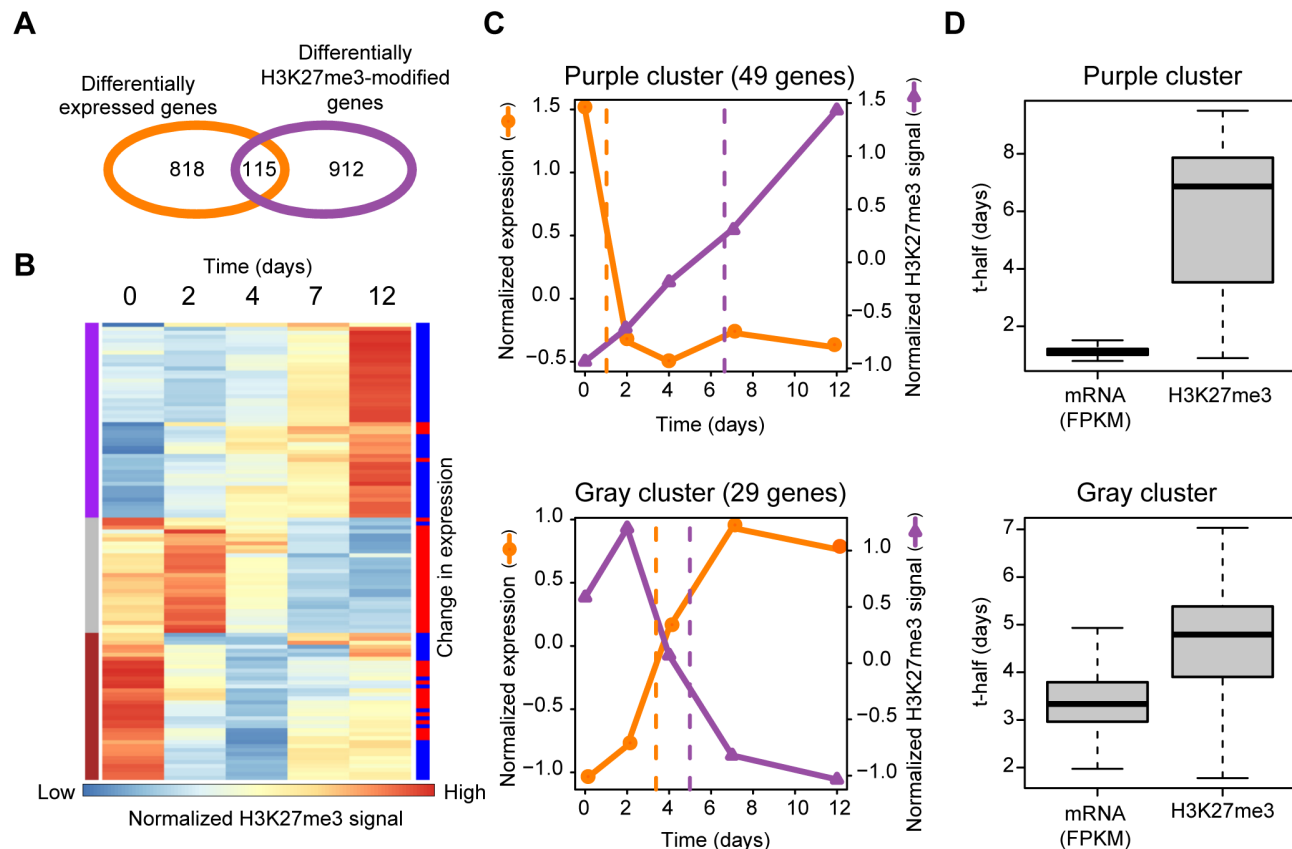 A
Differentially
expressed genes
Differentially
H3K27me3-modified
genes
818
115
912
B
Time (days)
0 2 4 7 12
Change in expression
Low
High
Normalized H3K27me3 signal
C
Purple cluster (49 genes)
Normalized expression ( )
1.5
1.0
0.5
0.0
−0.5
Normalized H3K27me3 signal ( )
1.5
1.0
0.5
0.0
−0.5
−1.0
0 2 4 6 8 10 12
Time (days)
Gray cluster (29 genes)
Normalized expression ( )
1.0
0.5
0.0
−0.5
−1.0
Normalized H3K27me3 signal ( )
1.0
0.5
0.0
−0.5
−1.0
0 2 4 6 8 10 12
Time (days)
D
Purple cluster
t-half (days)
8
6
4
2
mRNA
(FPKM)
H3K27me3
Gray cluster
t-half (days)
7
6
5
4
3
2
mRNA
(FPKM)
H3K27me3